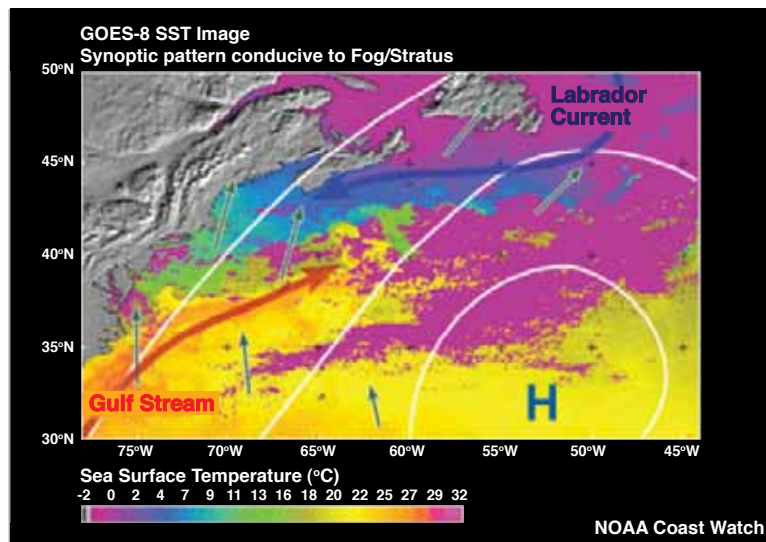 GOES-8 SST Image
Synoptic pattern conducive to Fog/Stratus
50°N
Labrador
Current
45°N
40°N
35°N
Gulf Stream
H
30°N
75°W 70°W 65°W 60°W 55°W 50°W 45°W
Sea Surface Temperature (°C)
-2 0 2 4 7 9 11 13 16 18 20 22 25 27 29 32
NOAA Coast Watch